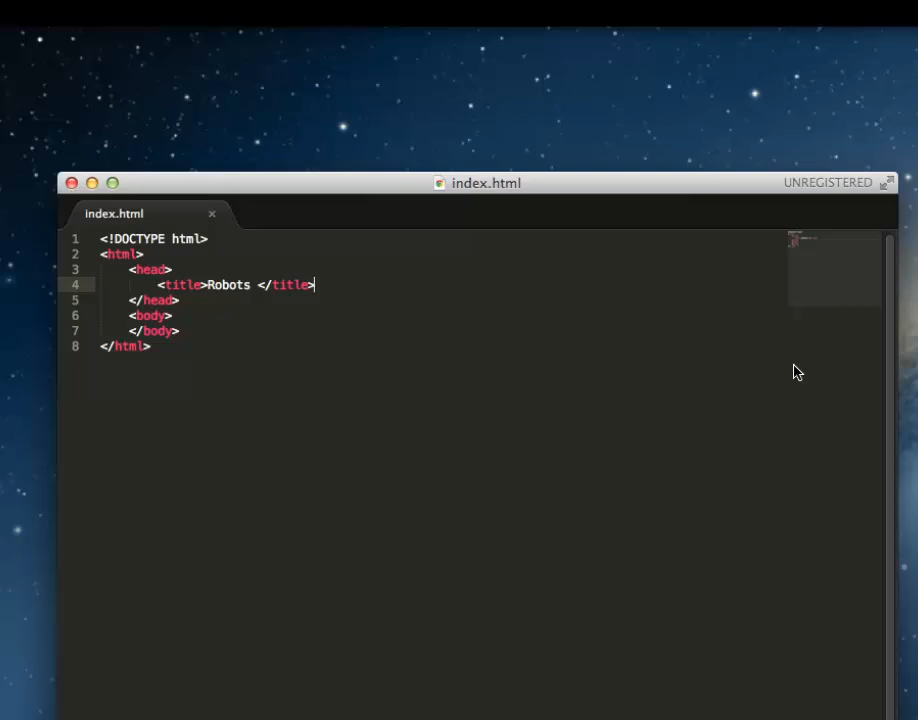 index.html
UNREGISTERED
index.html ×
1 <!DOCTYPE html>
2 <html>
3 <head>
4 <title>Robots </title>
5 </head>
6 <body>
7 </body>
8 </html>